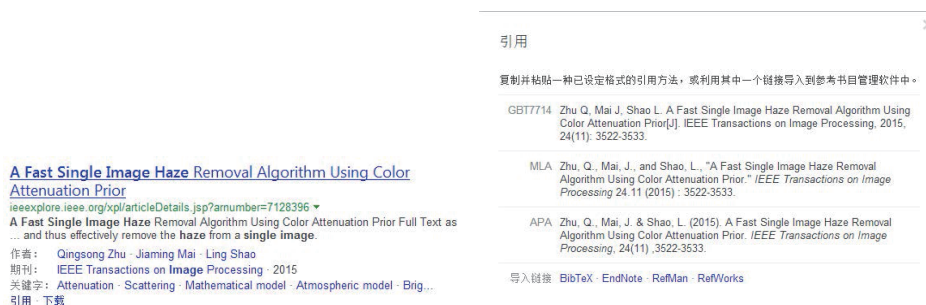 A Fast Single Image Haze Removal Algorithm Using Color
Attenuation Prior
ieeexplore.ieee.org/xpl/articleDetails.jsp?arnumber=7128396
A Fast Single Image Haze Removal Algorithm Using Color Attenuation Prior Full Text as
... and thus effectively remove the haze from a single image.
作者： Qingsong Zhu · Jiaming Mai · Ling Shao
期刊： IEEE Transactions on Image Processing · 2015
关键字： Attenuation · Scattering · Mathematical model · Atmospheric model · Brig...
引用 · 下载
引用
复制并粘贴一种已设定格式的引用方法，或利用其中一个链接导入到参考书目管理软件中。
GBT7714 Zhu Q, Mai J, Shao L. A Fast Single Image Haze Removal Algorithm Using
Color Attenuation Prior[J]. IEEE Transactions on Image Processing, 2015,
24(11): 3522-3533.
MLA Zhu, Q., Mai, J., and Shao, L., "A Fast Single Image Haze Removal
Algorithm Using Color Attenuation Prior." IEEE Transactions on Image
Processing 24.11 (2015) : 3522-3533.
APA Zhu, Q., Mai, J. & Shao, L. (2015). A Fast Single Image Haze Removal
Algorithm Using Color Attenuation Prior. IEEE Transactions on Image
Processing, 24(11) ,3522-3533.
导入链接 BibTeX · EndNote · RefMan · RefWorks